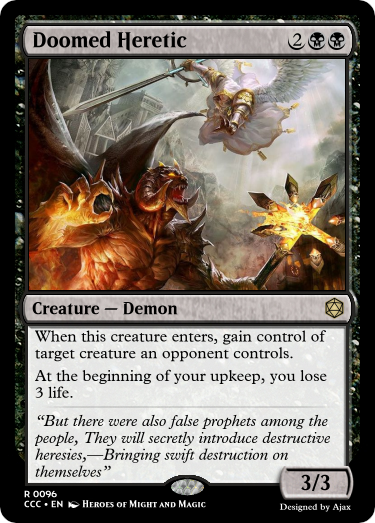 Doomed Heretic 2
Creature — Demon
When this creature enters, gain control of
target creature an opponent controls.
At the beginning of your upkeep, you lose
3 life.
“But there were also false prophets among the
people, They will secretly introduce destructive
heresies,—Bringing swift destruction on
themselves”
3/3
R 0096
CCC • EN Heroes of Might and Magic
Designed by Ajax